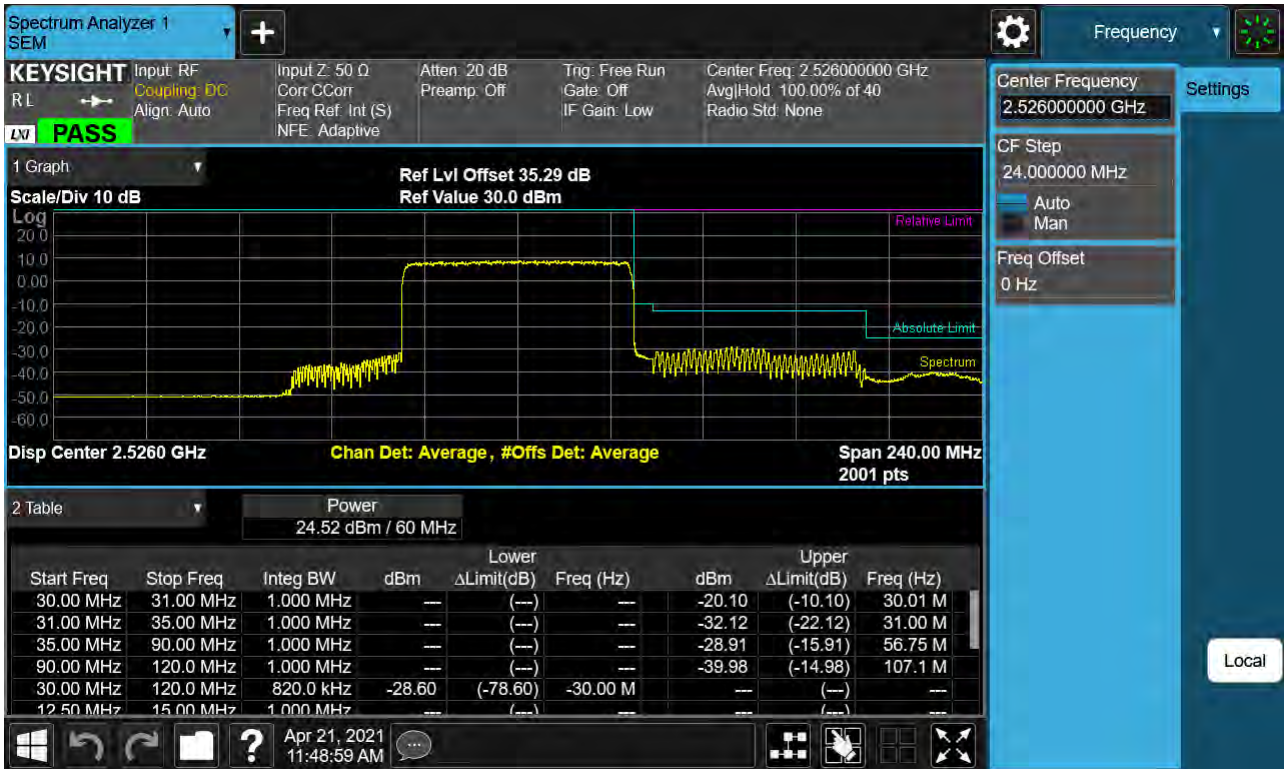 Spectrum Analyzer 1
SEM
Frequency
KEYSIGHT
R L
LXI
PASS
Input: RF
Coupling: DC
Align: Auto
Input Z: 50 Ω
Corr CCorr
Freq Ref: Int (S)
NFE: Adaptive
Atten: 20 dB
Preamp: Off
Trig: Free Run
Gate: Off
IF Gain: Low
Center Freq: 2.526000000 GHz
Avg|Hold: 100.00% of 40
Radio Std: None
Center Frequency
2.526000000 GHz
Settings
CF Step
24.000000 MHz
Auto
Man
Freq Offset
0 Hz
1 Graph
Ref Lvl Offset 35.29 dB
Scale/Div 10 dB
Ref Value 30.0 dBm
Log
20.0
10.0
0.00
-10.0
-20.0
-30.0
-40.0
-50.0
-60.0
Relative Limit
Absolute Limit
Spectrum
Disp Center 2.5260 GHz
Chan Det: Average, #Offs Det: Average
Span 240.00 MHz
2001 pts
2 Table
Power
24.52 dBm / 60 MHz
Lower Upper
Start Freq Stop Freq Integ BW dBm ΔLimit(dB) Freq (Hz) dBm ΔLimit(dB) Freq (Hz)
30.00 MHz 31.00 MHz 1.000 MHz --- (---) --- -20.10 (-10.10) 30.01 M
31.00 MHz 35.00 MHz 1.000 MHz --- (---) --- -32.12 (-22.12) 31.00 M
35.00 MHz 90.00 MHz 1.000 MHz --- (---) --- -28.91 (-15.91) 56.75 M
90.00 MHz 120.0 MHz 1.000 MHz --- (---) --- -39.98 (-14.98) 107.1 M
30.00 MHz 120.0 MHz 820.0 kHz -28.60 (-78.60) -30.00 M --- (---) ---
12.50 MHz 15.00 MHz 1.000 MHz --- (---) --- --- (---) ---
Local
?
Apr 21, 2021
11:48:59 AM